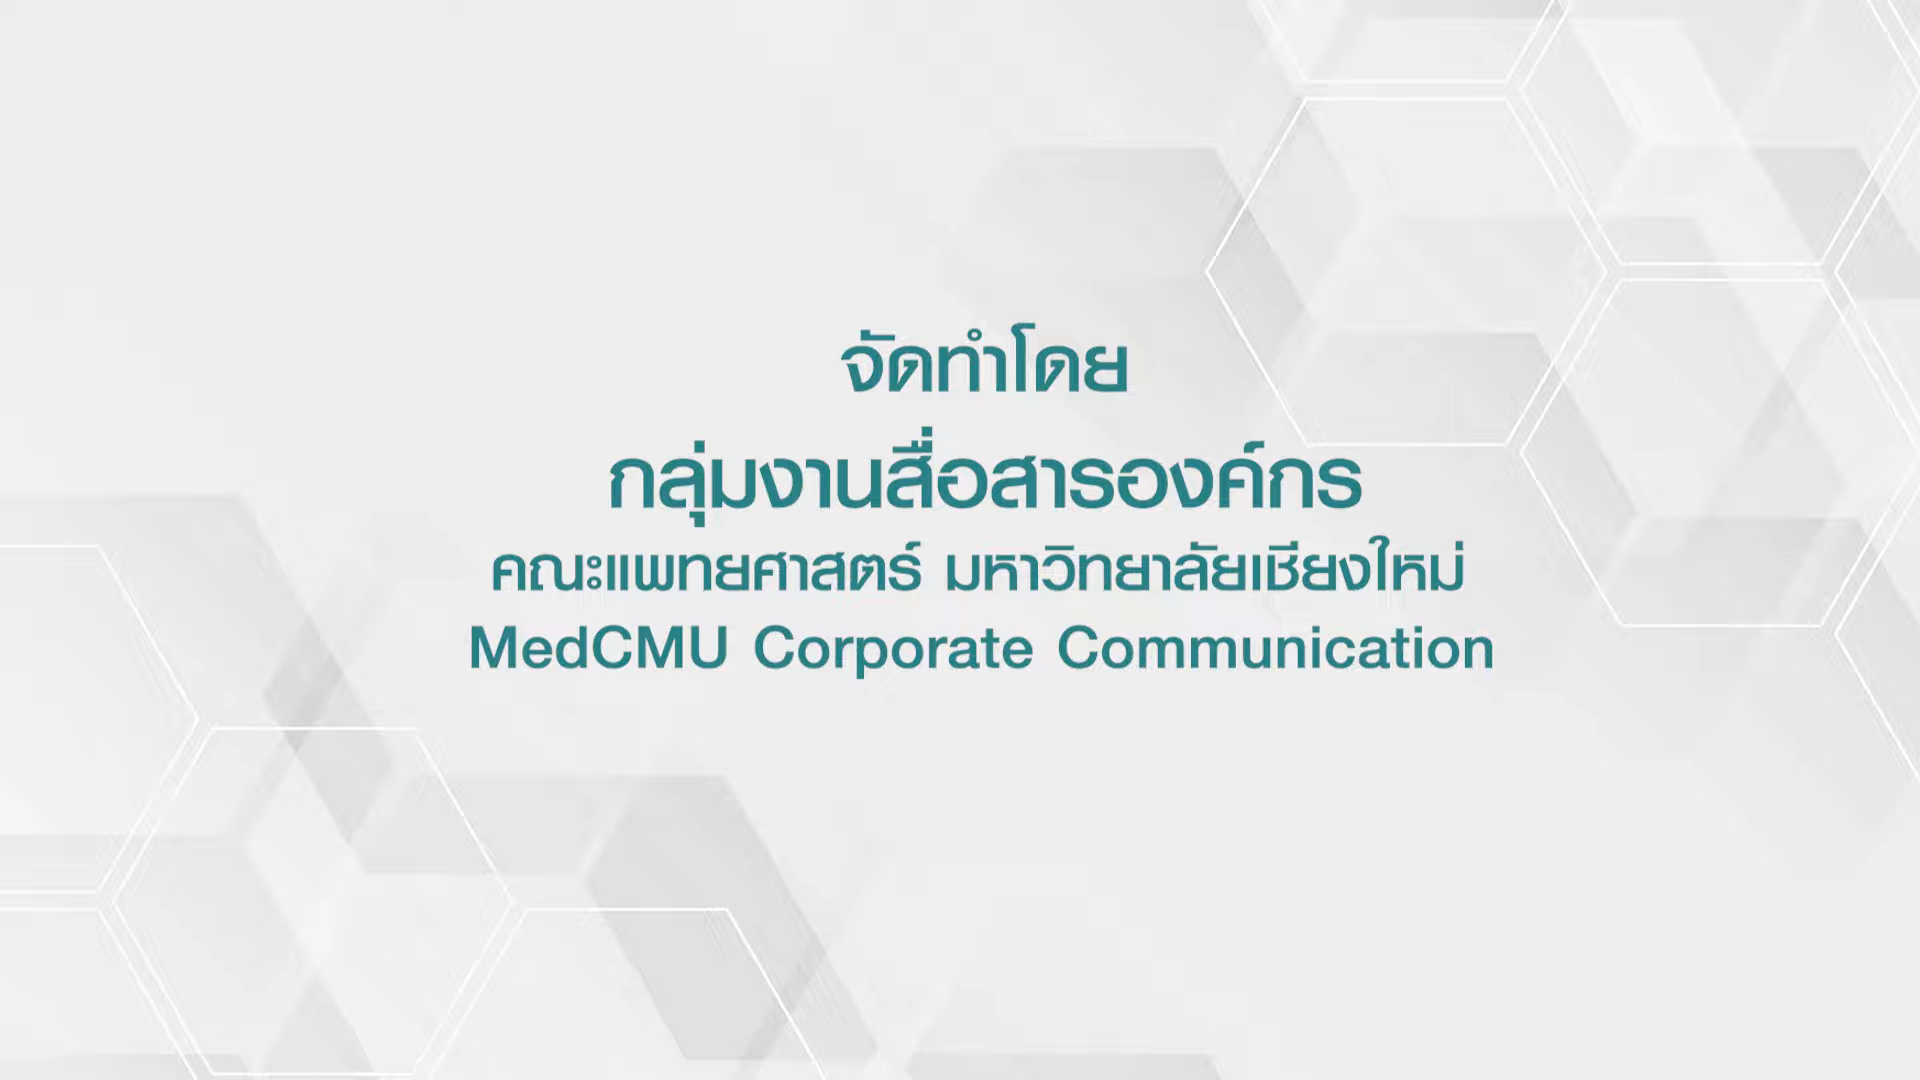 จัดทำโดย
กลุ่มงานสื่อสารองค์กร
คณะแพทยศาสตร์ มหาวิทยาลัยเชียงใหม่
MedCMU Corporate Communication